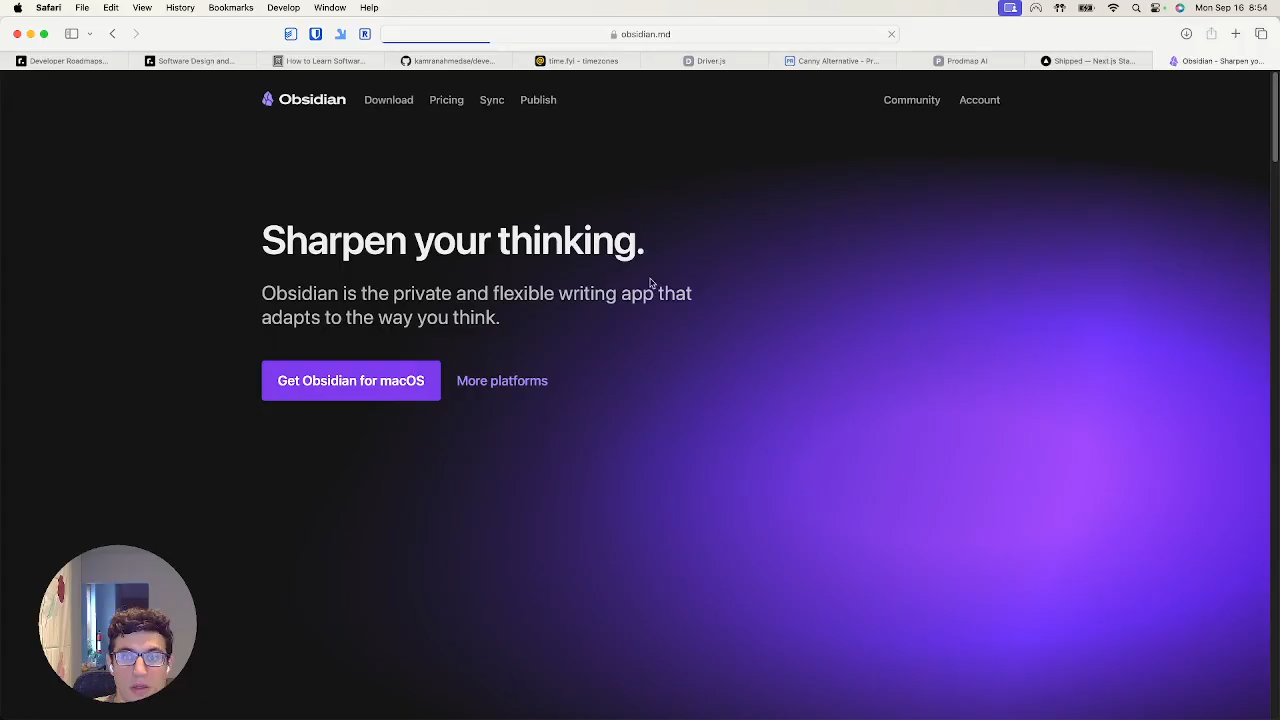 Safari File Edit View History Bookmarks Develop Window Help Mon Sep 16 8:54
obsidian.md
Developer Roadmaps... Software Design and... How to Learn Softwar... kamranahmedse/deve... time.fyi - timezones Driver.js Canny Alternative - Pr... Prodmap AI Shipped — Next.js Sta... Obsidian - Sharpen yo...
Obsidian Download Pricing Sync Publish Community Account
Sharpen your thinking.
Obsidian is the private and flexible writing app that
adapts to the way you think.
Get Obsidian for macOS More platforms